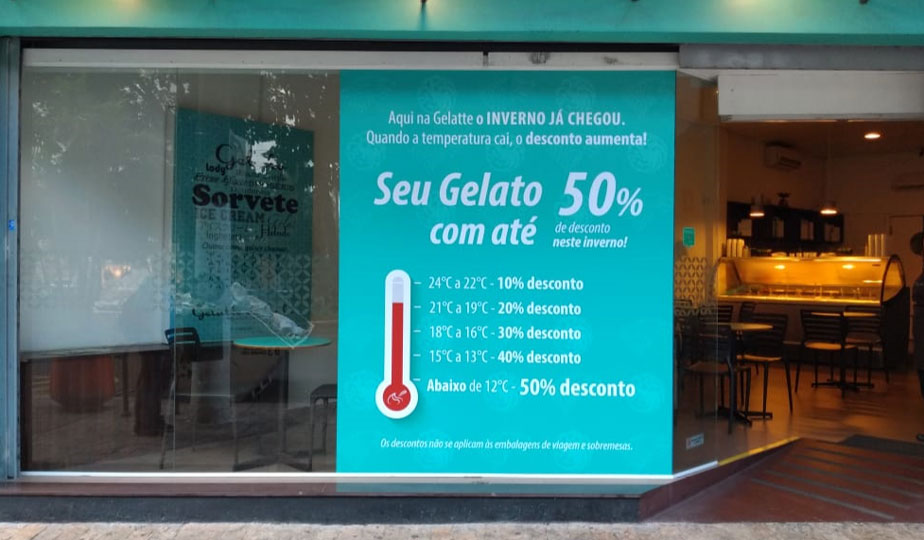 Aqui na Gelatte o INVERNO JÁ CHEGOU.
Quando a temperatura cai, o desconto aumenta!
Seu Gelato
com até
50%
de desconto
neste inverno!
24°C a 22°C - 10% desconto
21°C a 19°C - 20% desconto
18°C a 16°C - 30% desconto
15°C a 13°C - 40% desconto
Abaixo de 12°C - 50% desconto
Os descontos não se aplicam às embalagens de viagem e sobremesas.
Sorvete
ICE CREAM